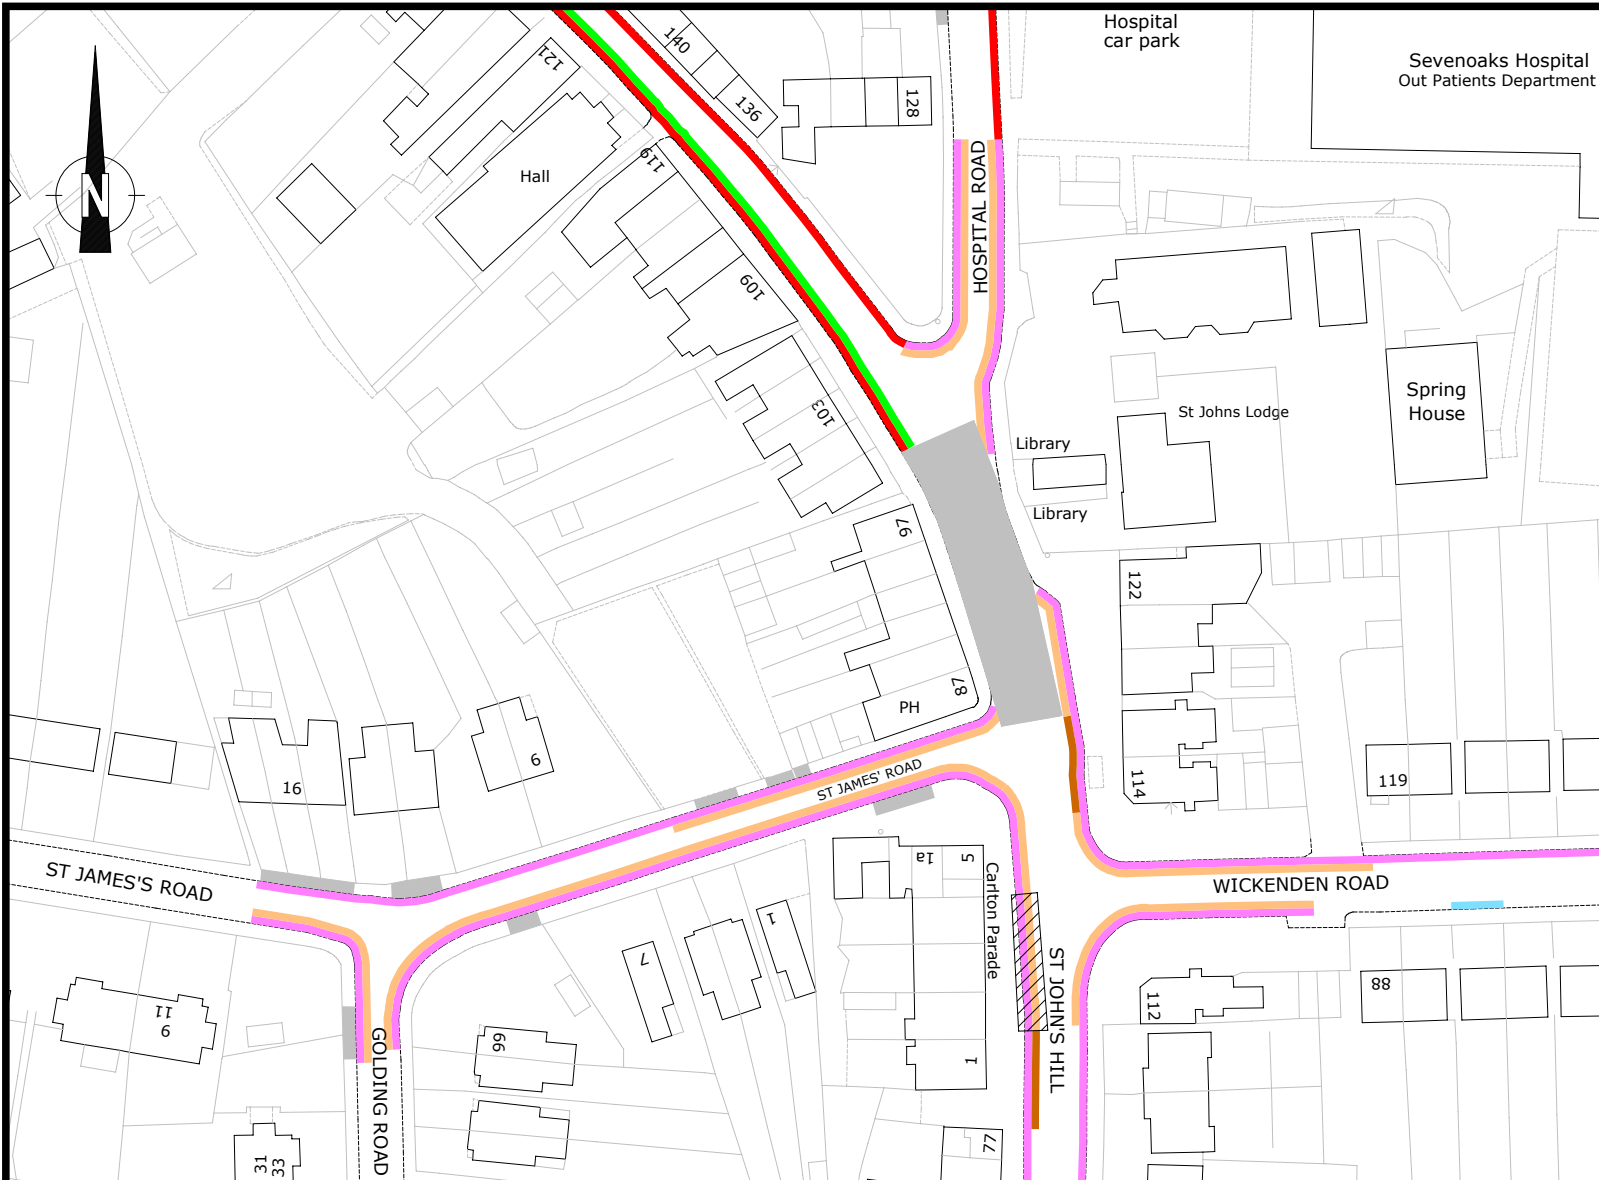 Hospital
car park
Sevenoaks Hospital
Out Patients Department
140
121
136
128
119
Hall
N
HOSPITAL ROAD
109
103
Spring
House
St Johns Lodge
Library
Library
97
122
87
PH
6
16
ST JAMES' ROAD
114
119
ST JAMES'S ROAD
1a
5
Carlton Parade
WICKENDEN ROAD
1
7
ST JOHN'S HILL
88
112
11
9
66
1
GOLDING ROAD
77
31
33